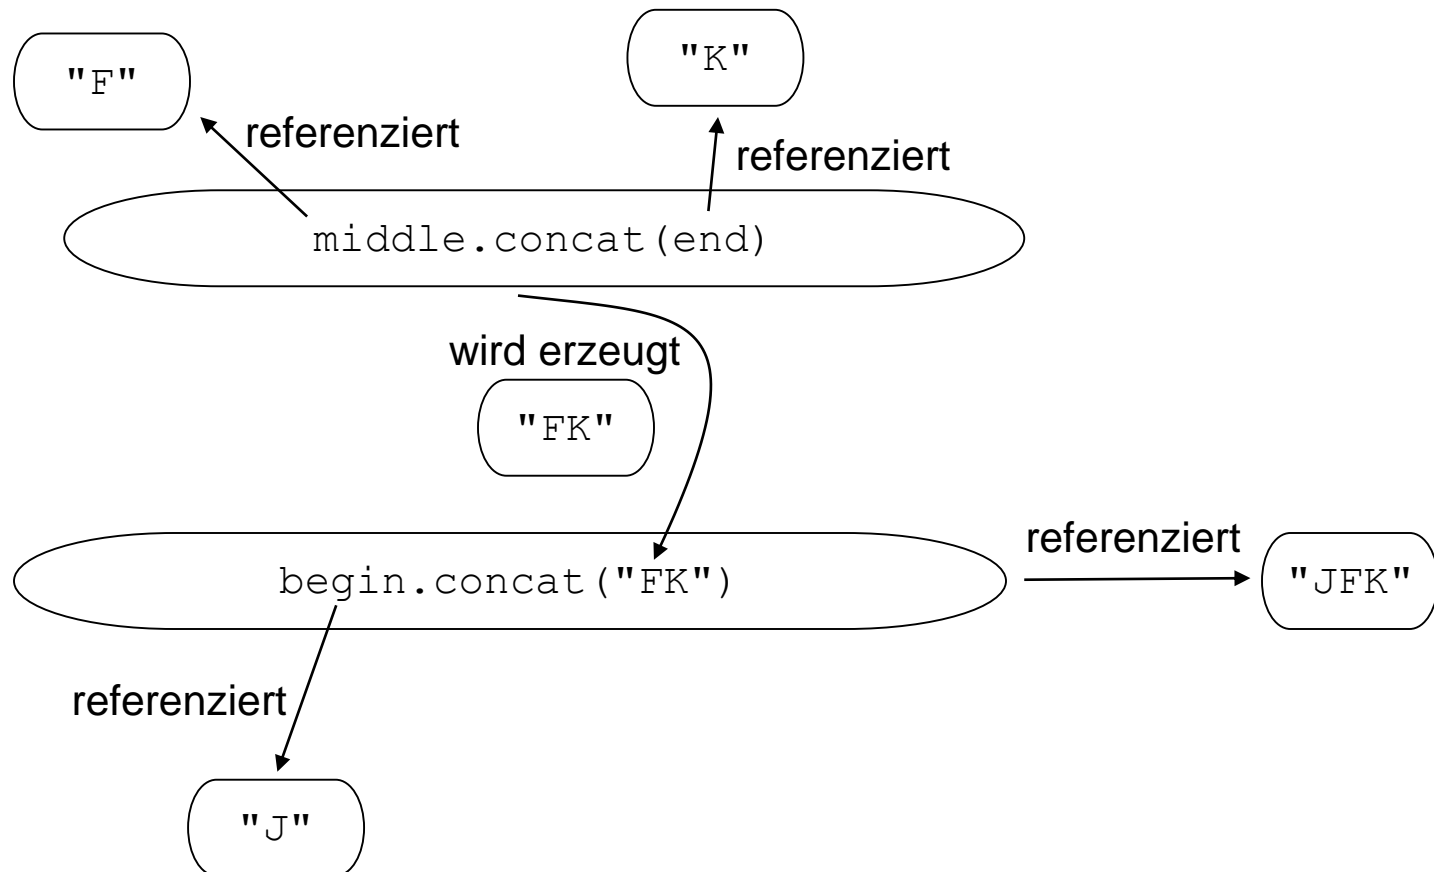 "F"
"K"
referenziert
referenziert
middle.concat(end)
wird erzeugt
"FK"
begin.concat("FK")
referenziert
"JFK"
referenziert
"J"